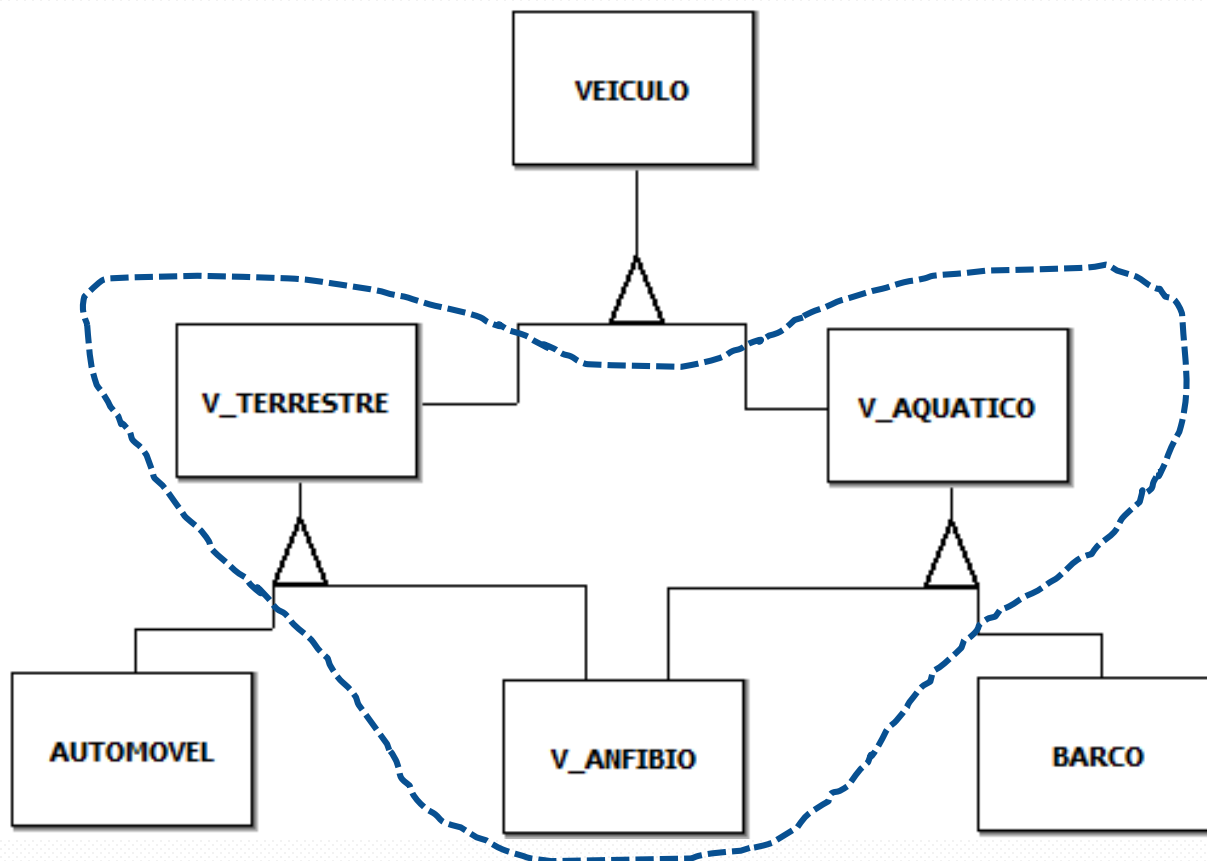 VEICULO
V_TERRESTRE
V_AQUATICO
AUTOMOVEL
V_ANFIBIO
BARCO